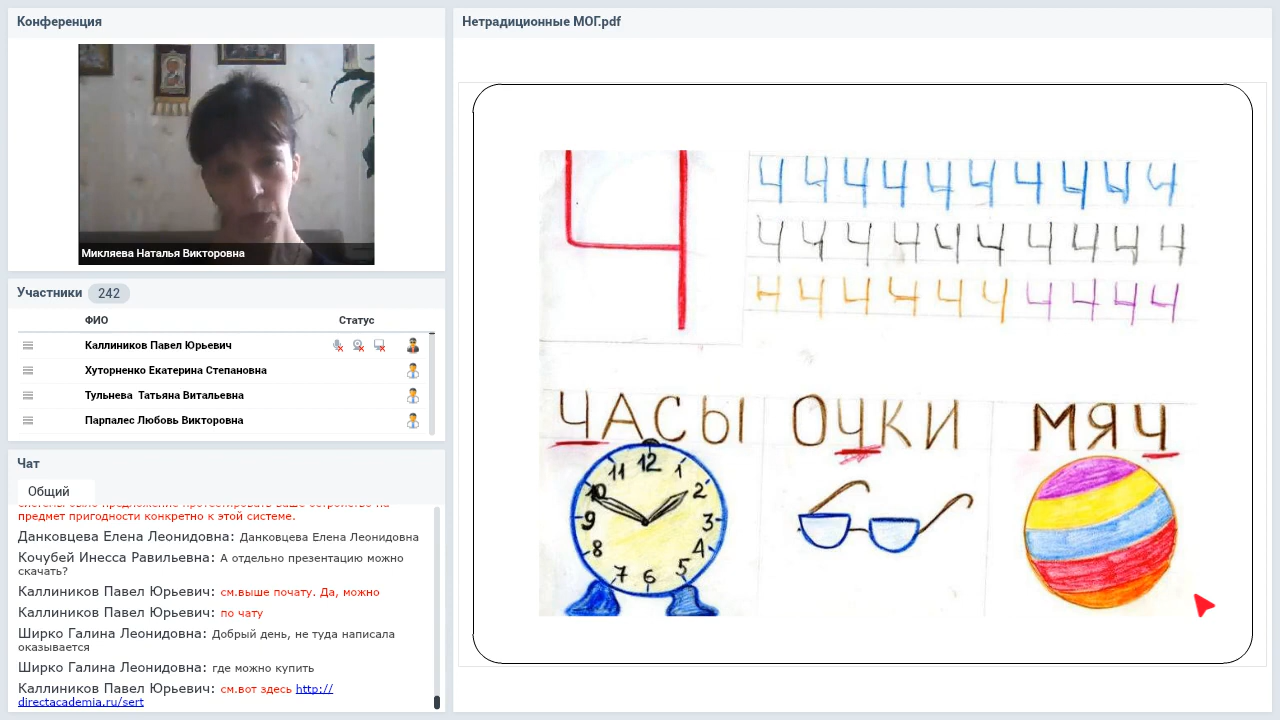 Конференция
Микляева Наталья Викторовна
Участники 242
ФИО Статус
Каллиников Павел Юрьевич
Хуторненко Екатерина Степановна
Тульнева Татьяна Витальевна
Парпалес Любовь Викторовна
Чат
Общий
предмет пригодности конкретно к этой системе.
Данковцева Елена Леонидовна: Данковцева Елена Леонидовна
Кочубей Инесса Равильевна: А отдельно презентацию можно
скачать?
Каллиников Павел Юрьевич: см.выше почату. Да, можно
Каллиников Павел Юрьевич: по чату
Ширко Галина Леонидовна: Добрый день, не туда написала
оказывается
Ширко Галина Леонидовна: где можно купить
Каллиников Павел Юрьевич: см.вот здесь http://
directacademia.ru/sert
Нетрадиционные МОГ.pdf
Ч
Ч Ч Ч Ч Ч Ч Ч Ч Ч Ч
Ч Ч Ч Ч Ч Ч Ч Ч Ч Ч
Ч Ч Ч Ч Ч Ч Ч Ч Ч Ч
ЧАСЫ ОЧКИ МЯЧ
12 1 2 3 4 5 6 7 8 9 10 11